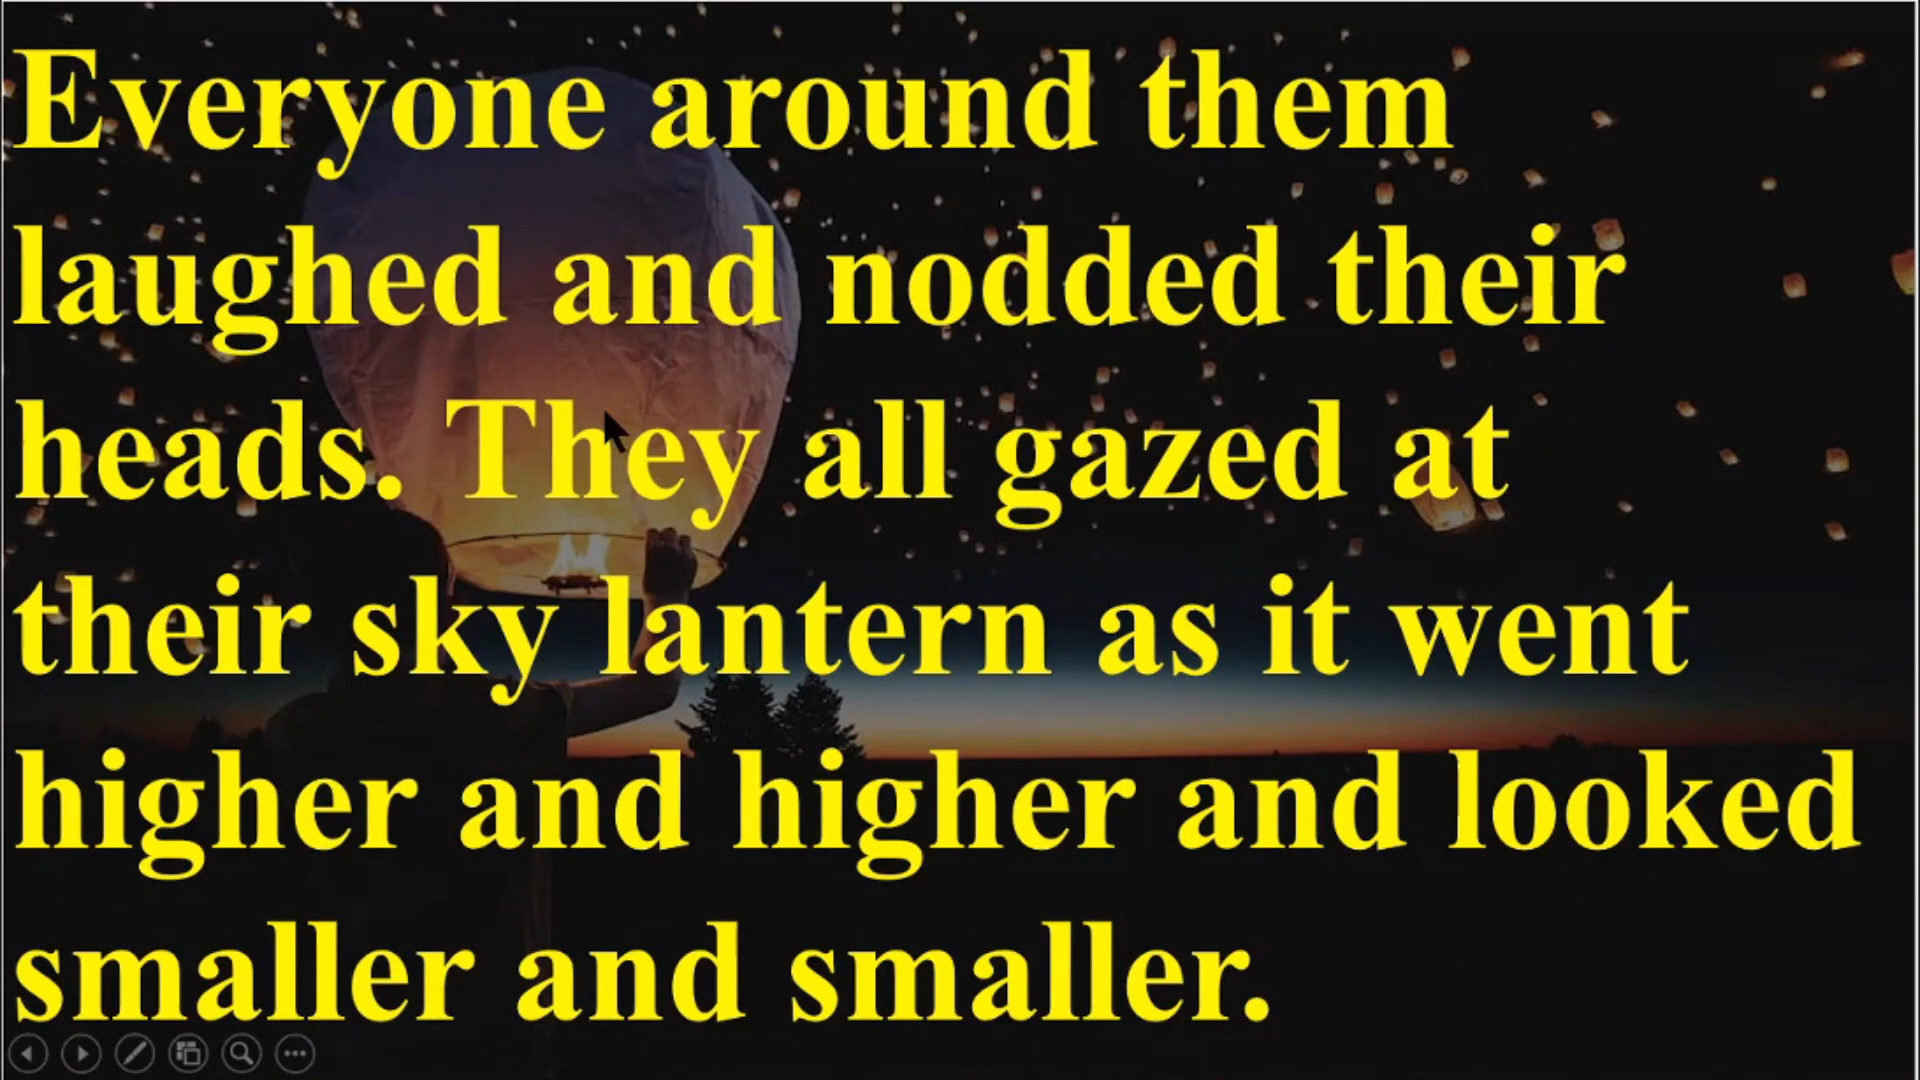 Everyone around them
laughed and nodded their
heads. They all gazed at
their sky lantern as it went
higher and higher and looked
smaller and smaller.